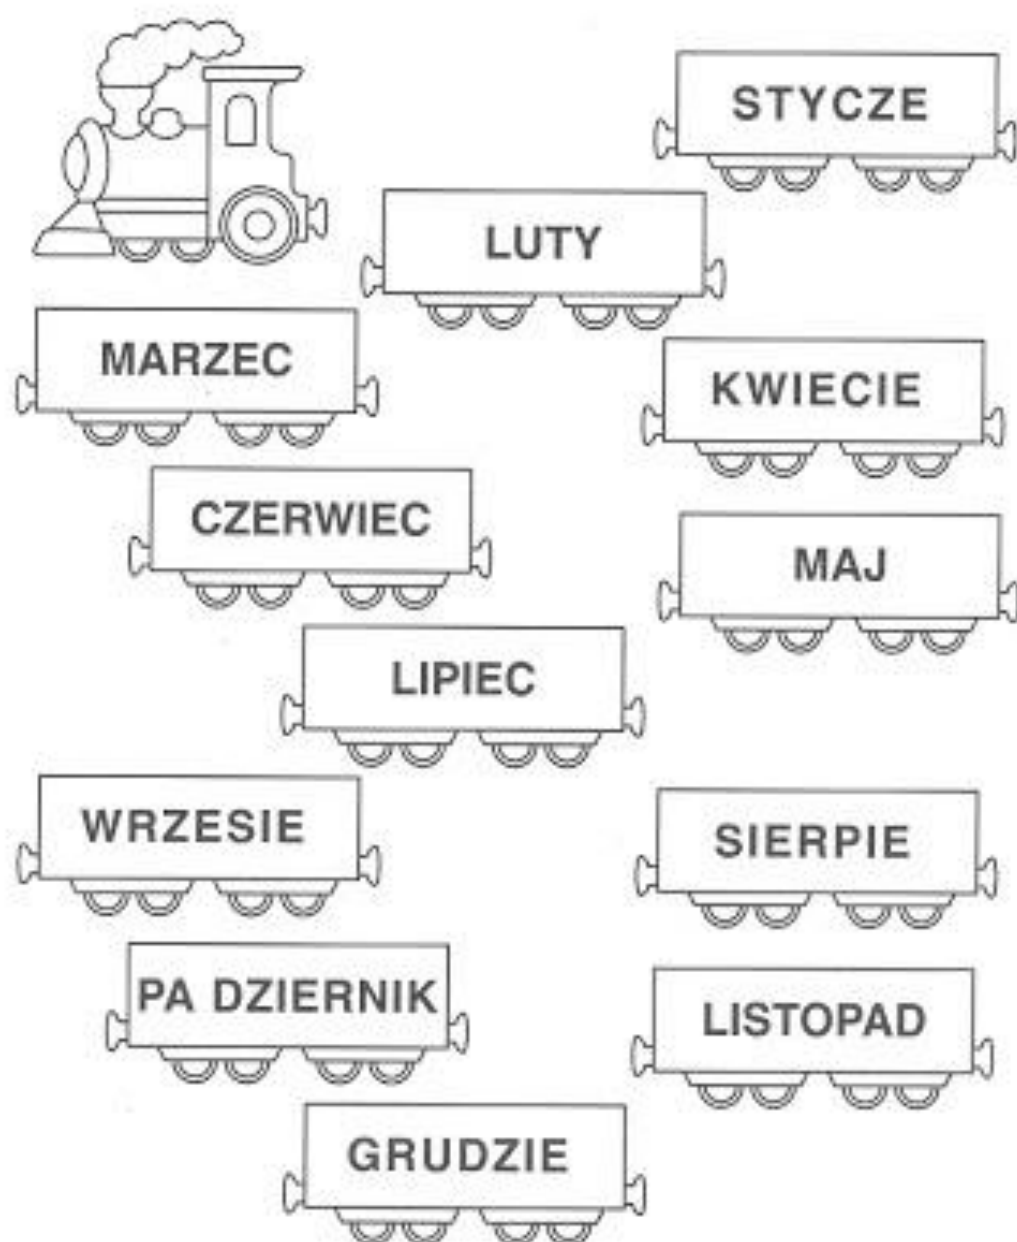 STYCZE
LUTY
MARZEC
KWIECIE
CZERWIEC
MAJ
LIPIEC
WRZESIE
SIERPIE
PA DZIERNIK
LISTOPAD
GRUDZIE